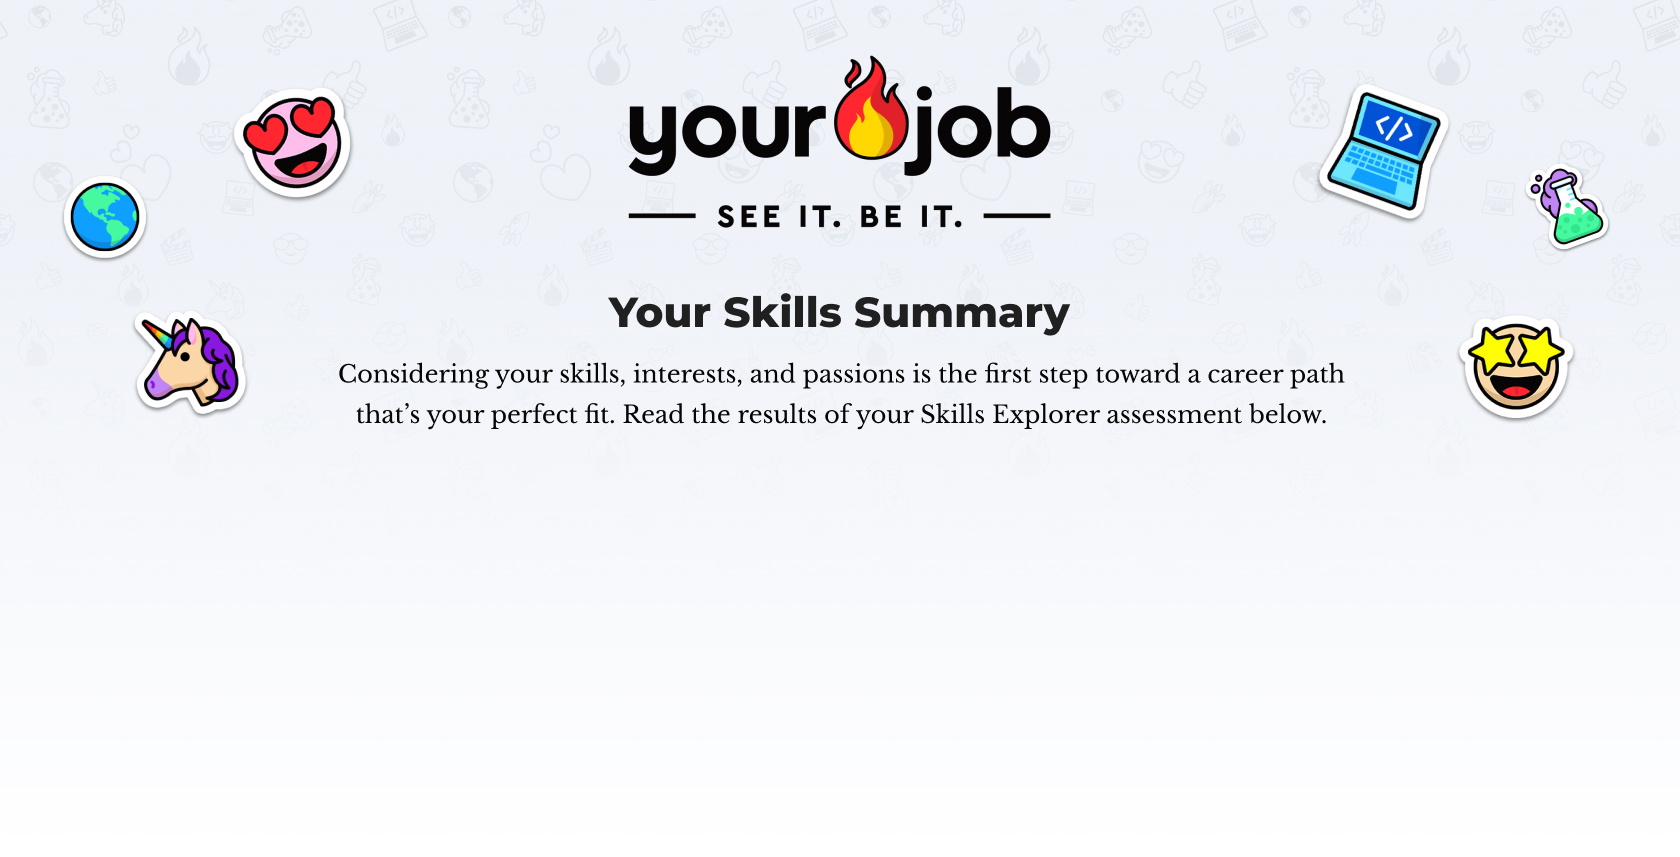 your job
SEE IT. BE IT.
Your Skills Summary
Considering your skills, interests, and passions is the first step toward a career path
that’s your perfect fit. Read the results of your Skills Explorer assessment below.